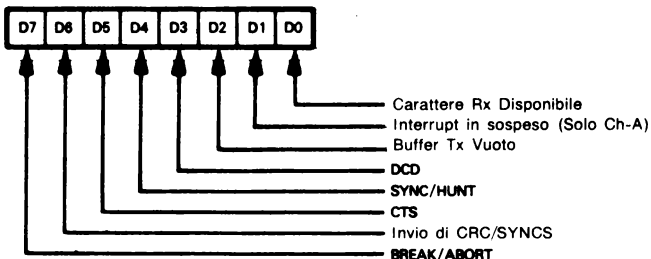 D7 D6 D5 D4 D3 D2 D1 D0
Carattere Rx Disponibile
Interrupt in sospeso (Solo Ch-A)
Buffer Tx Vuoto
DCD
SYNC/HUNT
CTS
Invio di CRC/SYNCS
BREAK/ABORT